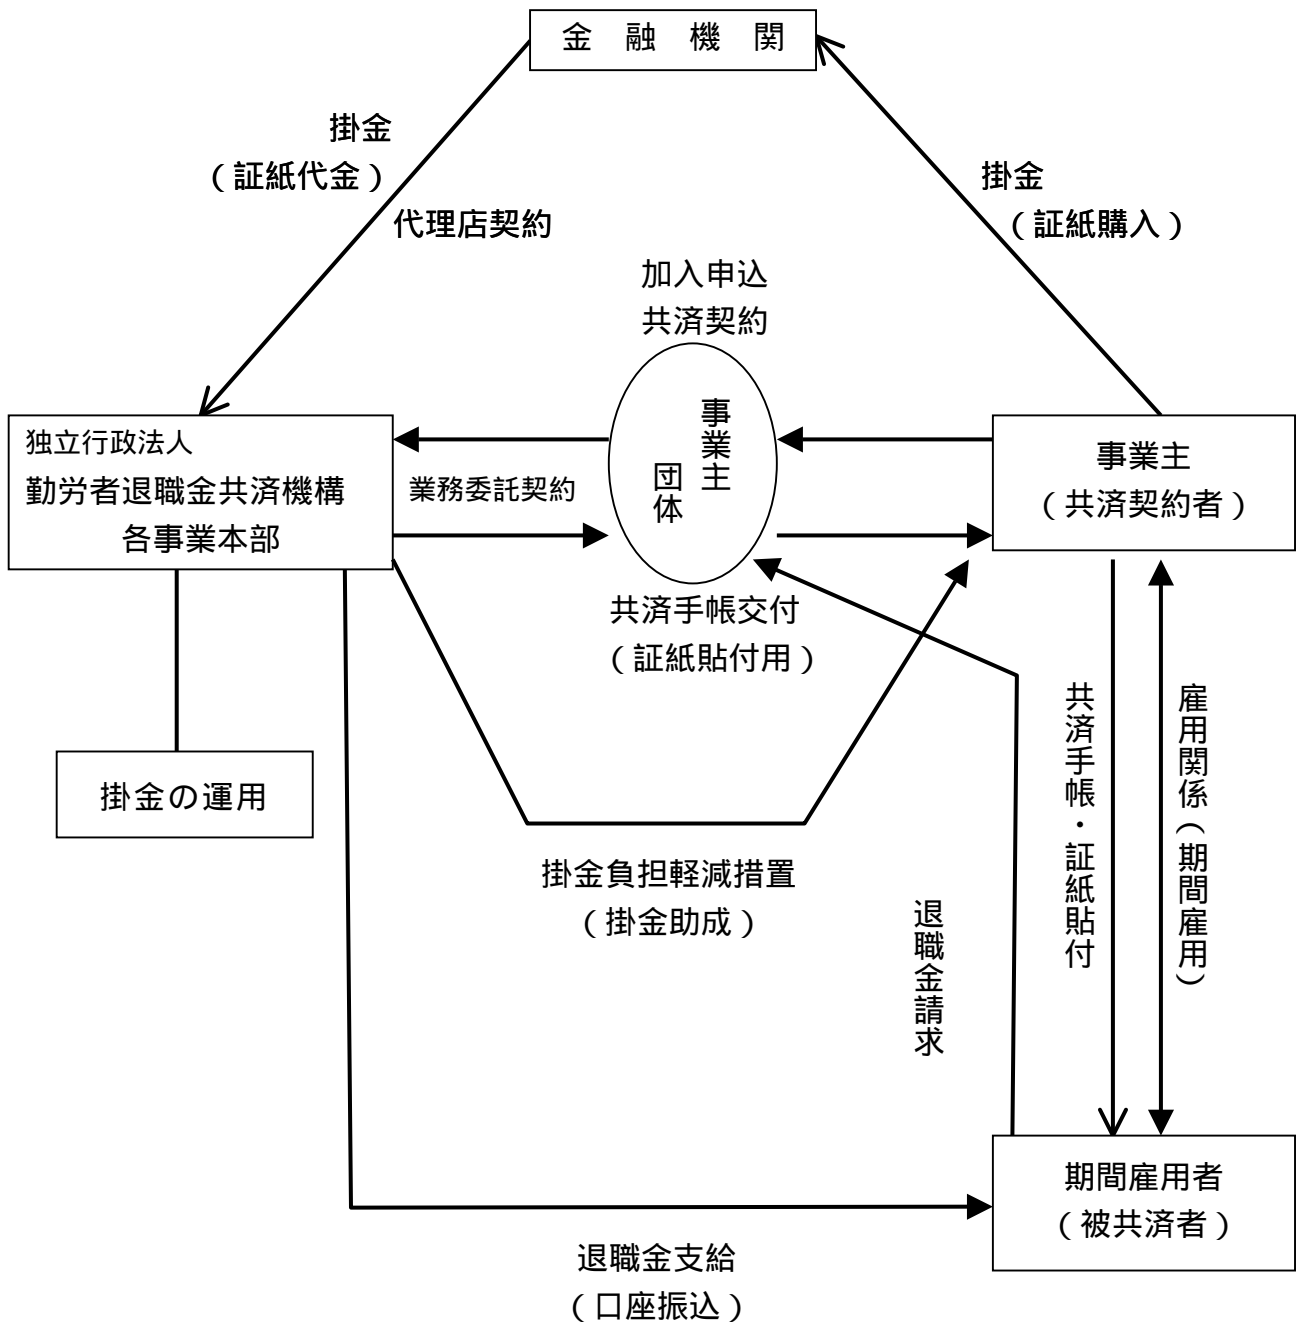 金融機関
掛金
（証紙代金）
代理店契約
掛金
（証紙購入）
加入申込
共済契約
事業主
団体
独立行政法人
勤労者退職金共済機構
各事業本部
業務委託契約
事業主
（共済契約者）
共済手帳交付
（証紙貼付用）
掛金の運用
掛金負担軽減措置
（掛金助成）
退職金請求
共済手帳・証紙貼付
雇用関係（期間雇用）
期間雇用者
（被共済者）
退職金支給
（口座振込）